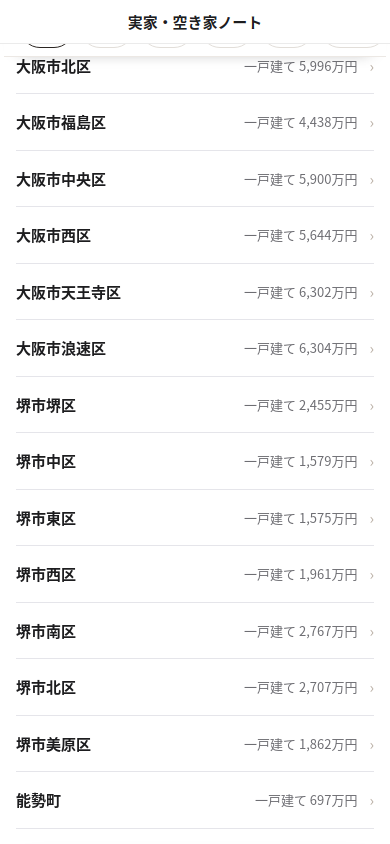 実家・空き家ノート
大阪市北区 一戸建て 5,996万円 ›
大阪市福島区 一戸建て 4,438万円 ›
大阪市中央区 一戸建て 5,900万円 ›
大阪市西区 一戸建て 5,644万円 ›
大阪市天王寺区 一戸建て 6,302万円 ›
大阪市浪速区 一戸建て 6,304万円 ›
堺市堺区 一戸建て 2,455万円 ›
堺市中区 一戸建て 1,579万円 ›
堺市東区 一戸建て 1,575万円 ›
堺市西区 一戸建て 1,961万円 ›
堺市南区 一戸建て 2,767万円 ›
堺市北区 一戸建て 2,707万円 ›
堺市美原区 一戸建て 1,862万円 ›
能勢町 一戸建て 697万円 ›